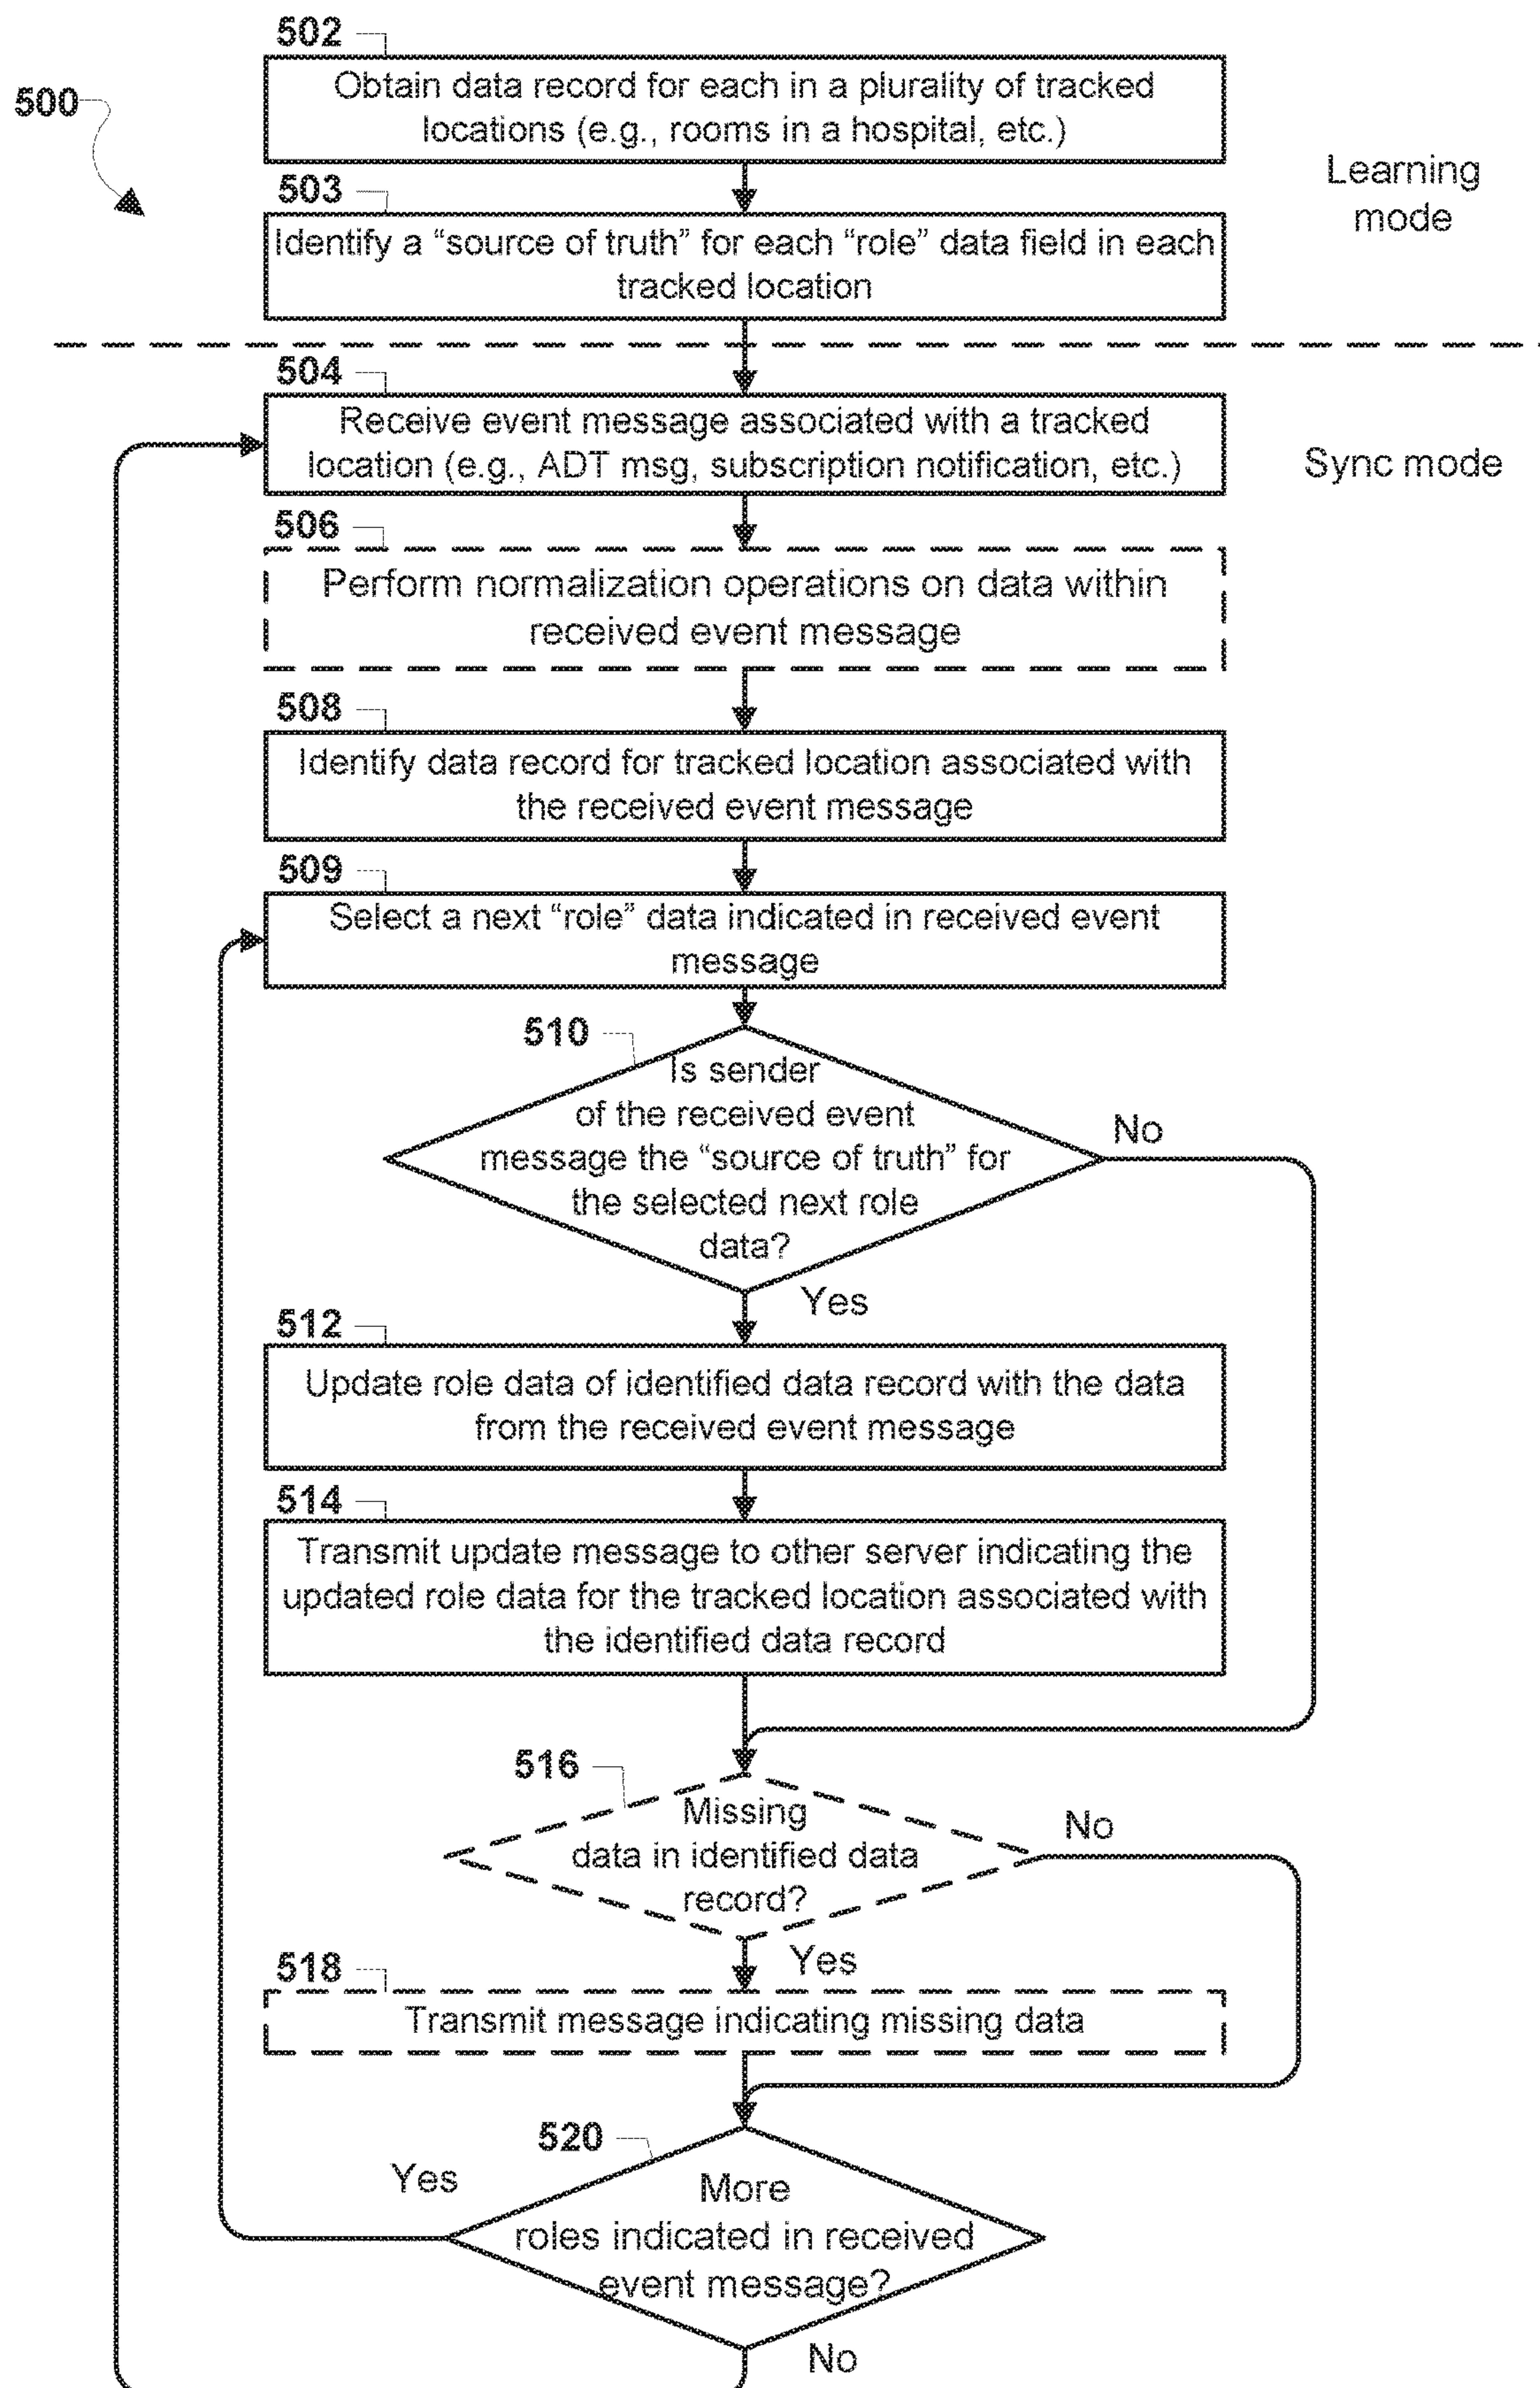 502
500
Obtain data record for each in a plurality of tracked
locations (e.g., rooms in a hospital, etc.)
Learning
mode
503
Identify a “source of truth” for each “role” data field in each
tracked location
504
Receive event message associated with a tracked
location (e.g., ADT msg, subscription notification, etc.)
Sync mode
506
Perform normalization operations on data within
received event message
508
Identify data record for tracked location associated with
the received event message
509
Select a next “role” data indicated in received event
message
510
Is sender
of the received event
message the “source of truth” for
the selected next role
data?
No
Yes
512
Update role data of identified data record with the data
from the received event message
514
Transmit update message to other server indicating the
updated role data for the tracked location associated with
the identified data record
516
Missing
data in identified data
record?
No
Yes
518
Transmit message indicating missing data
520
Yes
More
roles indicated in received
event message?
No